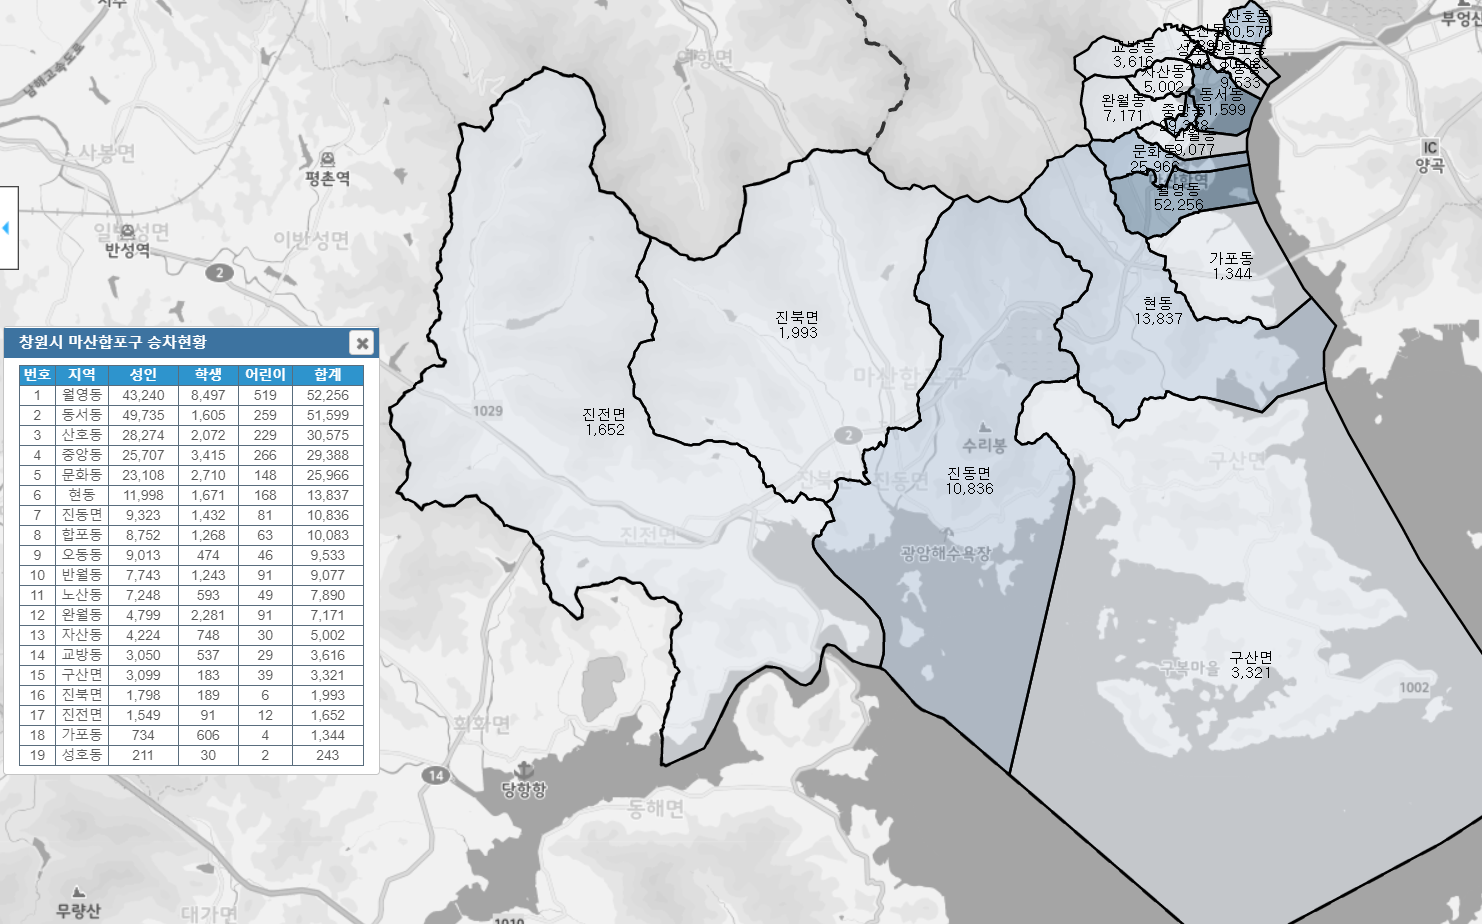 부엉산
산호동
30,575
교방동
3,616
합포동
여항면
자산동
5,002
9,533
동서동
51,599
완월동
7,171
중앙동
남해고속도로
IC
양곡
사봉면
평촌역
반월동
9,077
문화동
25,966
월영동
52,256
일반성면
반성역
이반성면
2
가포동
1,344
진북면
1,993
현동
13,837
창원시 마산합포구 승차현황
번호 지역 성인 학생 어린이 합계
1 월영동 43,240 8,497 519 52,256
2 동서동 49,735 1,605 259 51,599
3 산호동 28,274 2,072 229 30,575
4 중앙동 25,707 3,415 266 29,388
5 문화동 23,108 2,710 148 25,966
6 현동 11,998 1,671 168 13,837
7 진동면 9,323 1,432 81 10,836
8 합포동 8,752 1,268 63 10,083
9 오동동 9,013 474 46 9,533
10 반월동 7,743 1,243 91 9,077
11 노산동 7,248 593 49 7,890
12 완월동 4,799 2,281 91 7,171
13 자산동 4,224 748 30 5,002
14 교방동 3,050 537 29 3,616
15 구산면 3,099 183 39 3,321
16 진북면 1,798 189 6 1,993
17 진전면 1,549 91 12 1,652
18 가포동 734 606 4 1,344
19 성호동 211 30 2 243
마산합포구
1029
진전면
1,652
2
수리봉
구산면
진북면
진동면
진동면
10,836
진전면
광암해수욕장
구복마을
구산면
3,321
1002
회화면
14
당항항
동해면
무량산
대가면
1010